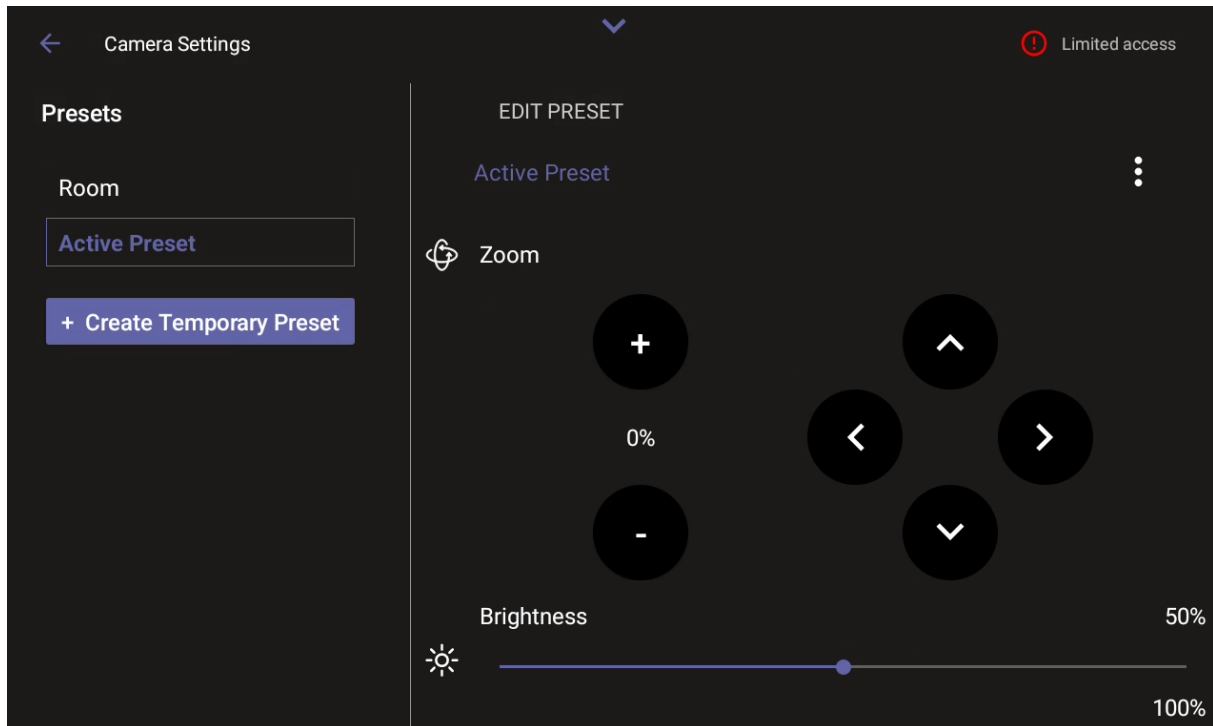 Camera Settings
Limited access
Presets
Room
Active Preset
+ Create Temporary Preset
EDIT PRESET
Active Preset
Zoom
+
0%
-
Brightness
50%
100%